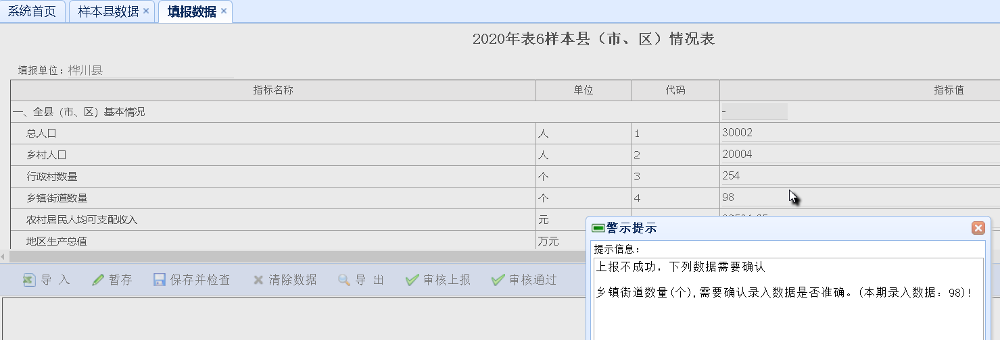 系统首页 样本县数据 填报数据
2020年表6样本县（市、区）情况表
填报单位：桦川县
指标名称 单位 代码 指标值
一、全县（市、区）基本情况 -
总人口 人 1 30002
乡村人口 人 2 20004
行政村数量 个 3 254
乡镇街道数量 个 4 98
农村居民人均可支配收入 元
地区生产总值 万元
警示提示
提示信息：
上报不成功，下列数据需要确认
乡镇街道数量(个),需要确认录入数据是否准确。(本期录入数据：98)!
导 入 暂存 保存并检查 清除数据 导 出 审核上报 审核通过